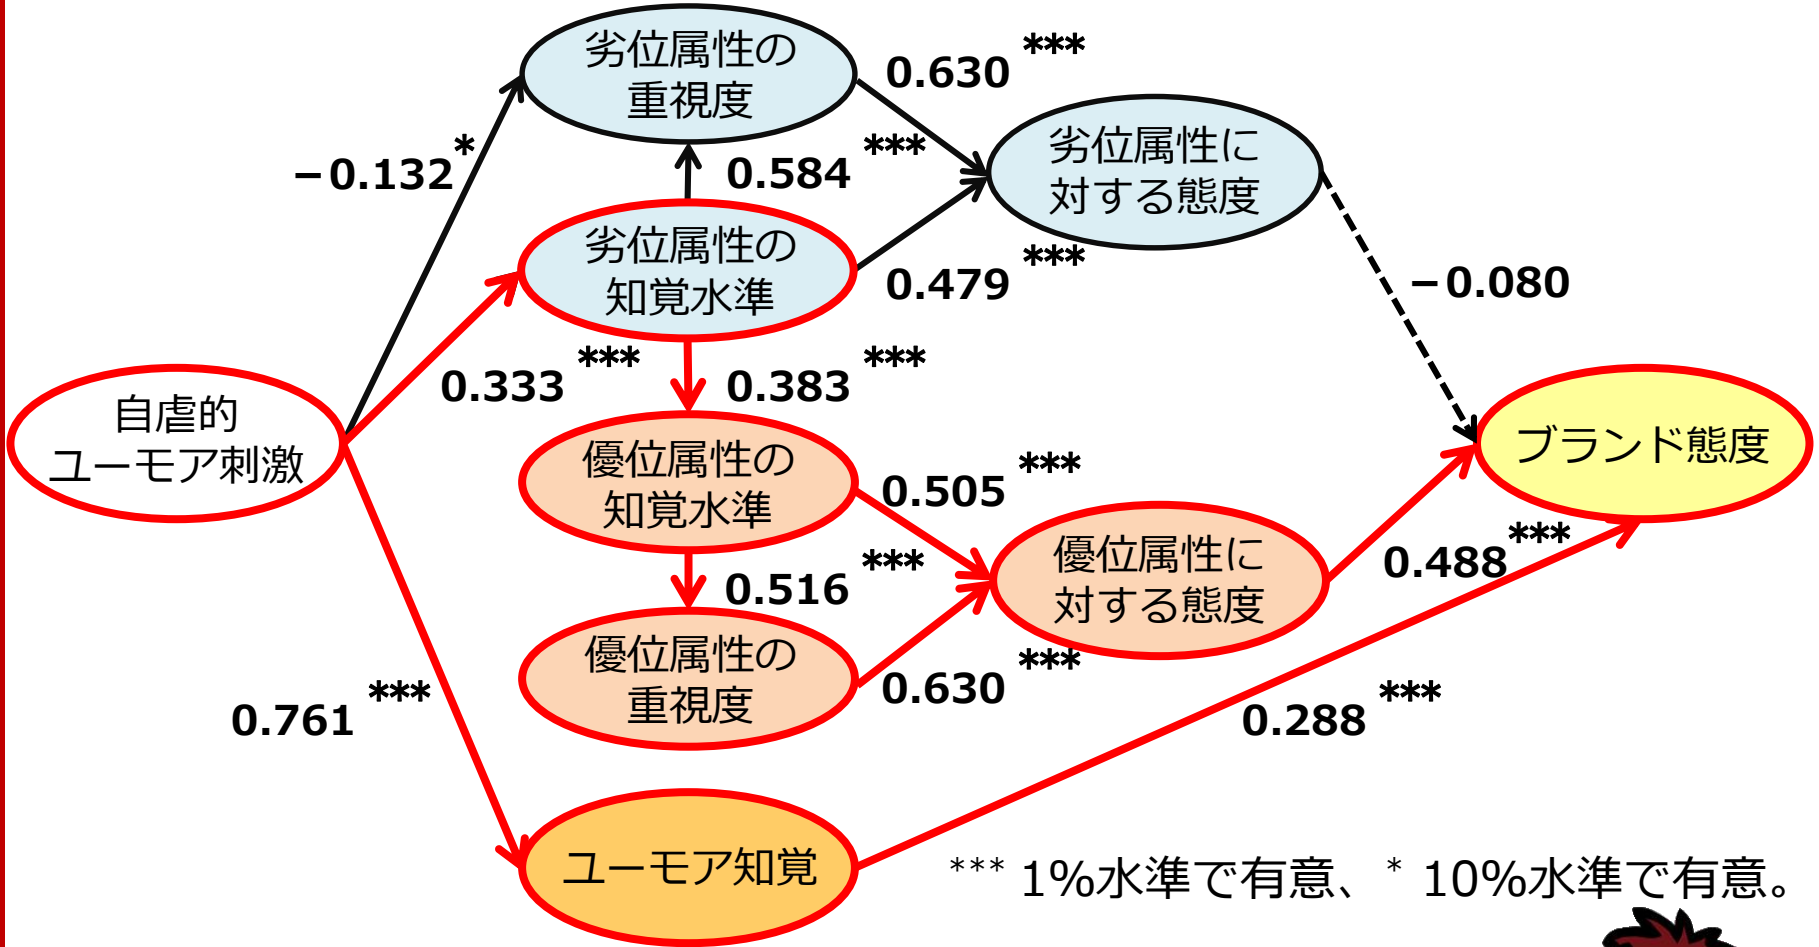 劣位属性の
重視度
0.630 ***
−0.132*
0.584 ***
劣位属性に
対する態度
劣位属性の
知覚水準
0.479 ***
−0.080
0.333 ***
0.383 ***
自虐的
ユーモア刺激
優位属性の
知覚水準
0.505 ***
ブランド態度
0.516 ***
優位属性に
対する態度
0.488***
優位属性の
重視度
0.630 ***
0.761 ***
0.288 ***
ユーモア知覚
*** 1%水準で有意、* 10%水準で有意。